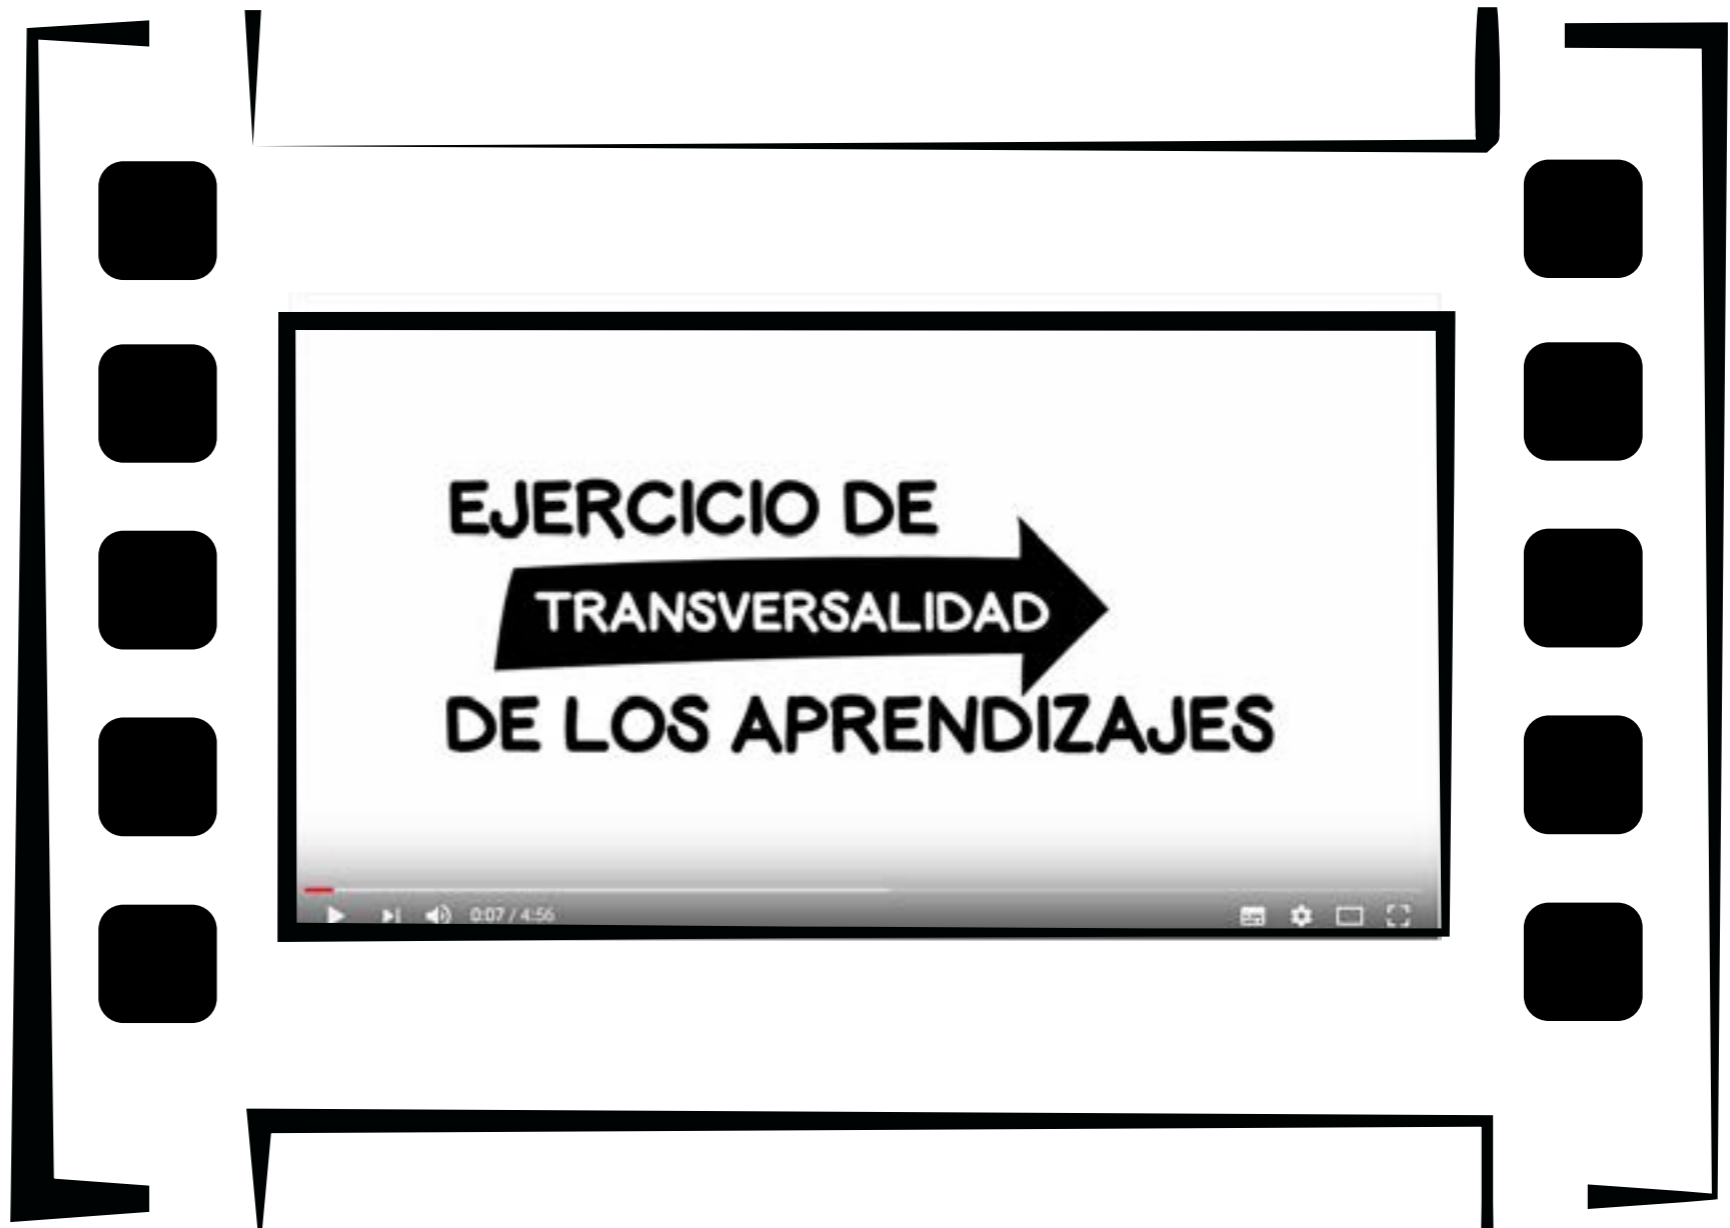 EJERCICIO DE
TRANSVERSALIDAD
DE LOS APRENDIZAJES
0:07 / 4:56